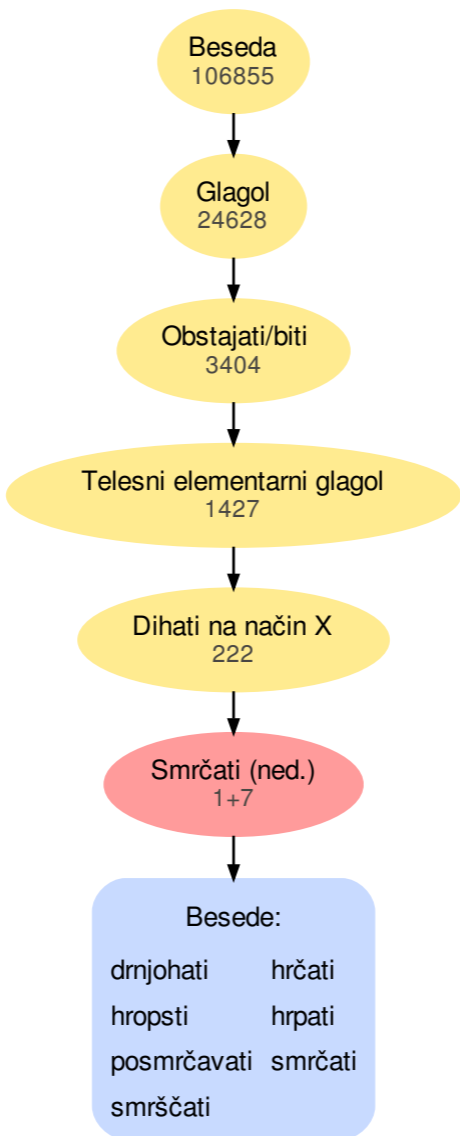 Beseda
106855
Glagol
24628
Obstajati/biti
3404
Telesni elementarni glagol
1427
Dihati na način X
222
Smrčati (ned.)
1+7
Besede:
drnjohati hrčati
hropsti hrpati
posmrčavati smrčati
smrščati